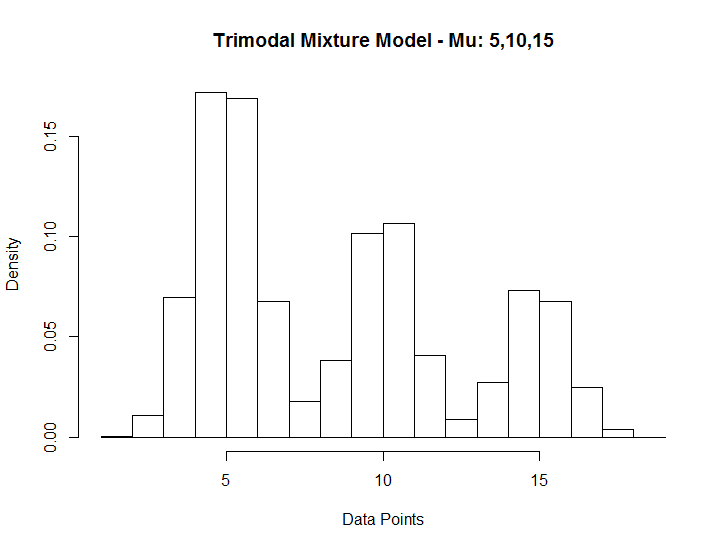 Trimodal Mixture Model - Mu: 5,10,15
0.15
0.10
0.05
0.00
Density
5 10 15
Data Points